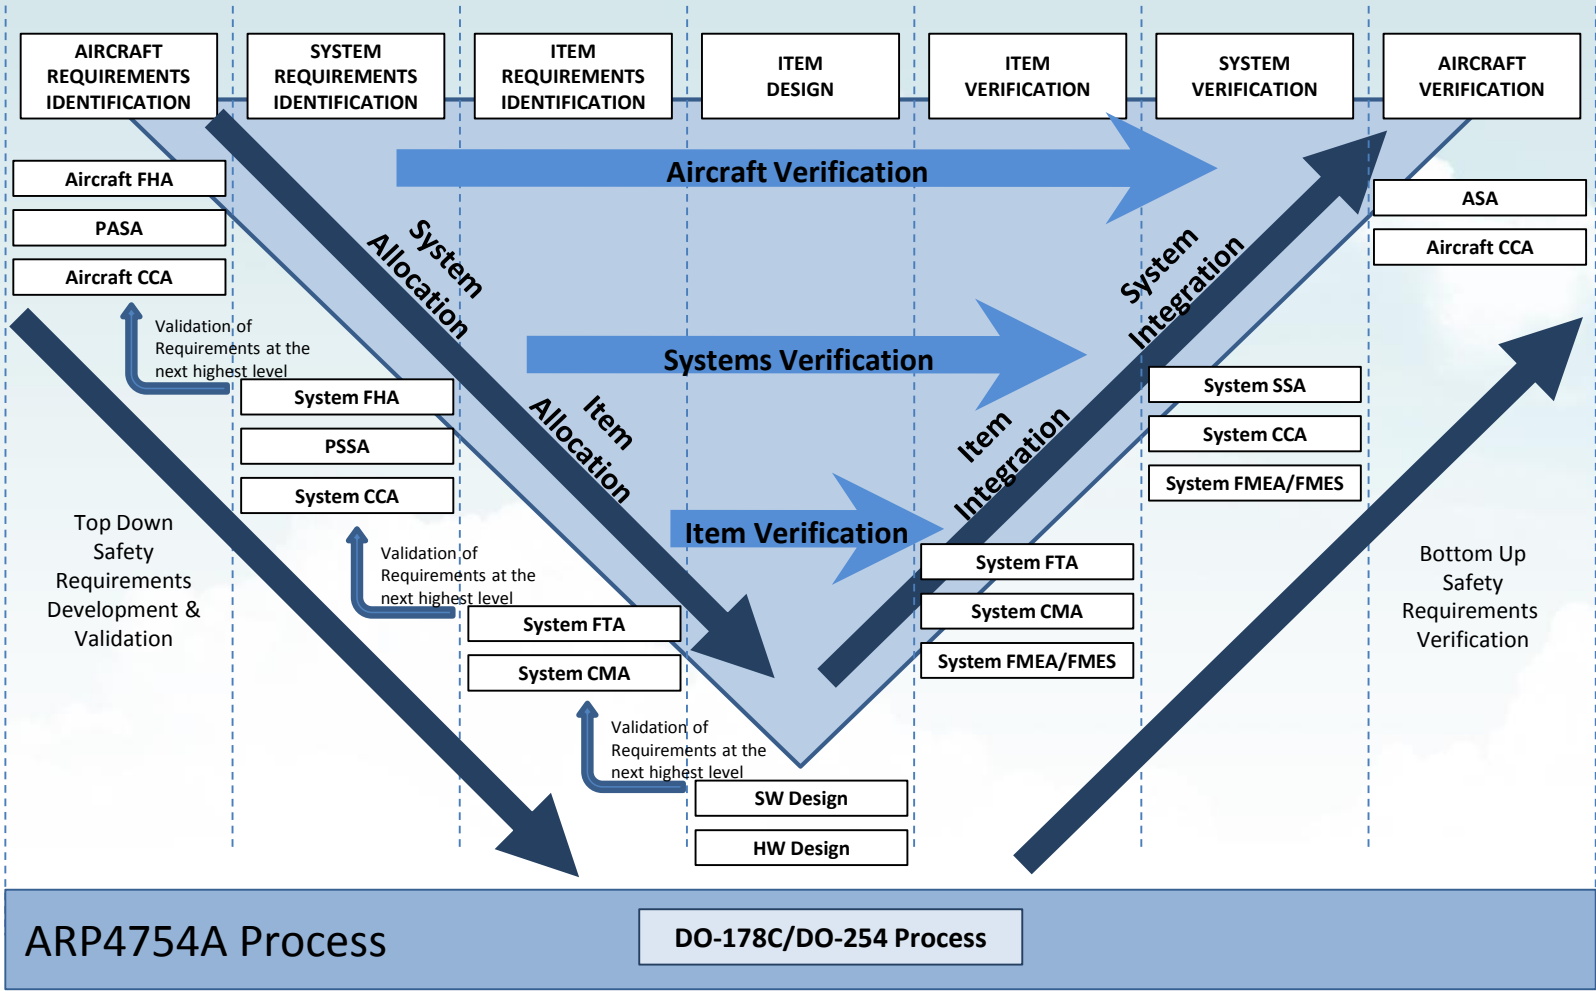 AIRCRAFT
REQUIREMENTS
IDENTIFICATION
SYSTEM
REQUIREMENTS
IDENTIFICATION
ITEM
REQUIREMENTS
IDENTIFICATION
ITEM
DESIGN
ITEM
VERIFICATION
SYSTEM
VERIFICATION
AIRCRAFT
VERIFICATION
Aircraft FHA
PASA
Aircraft CCA
Validation of
Requirements at the
next highest level
System FHA
PSSA
System CCA
Validation of
Requirements at the
next highest level
System FTA
System CMA
Validation of
Requirements at the
next highest level
SW Design
HW Design
Top Down
Safety
Requirements
Development &
Validation
System
Allocation
Item
Allocation
Aircraft Verification
Systems Verification
Item Verification
Item
Integration
System
Integration
System FTA
System CMA
System FMEA/FMES
System SSA
System CCA
System FMEA/FMES
ASA
Aircraft CCA
Bottom Up
Safety
Requirements
Verification
ARP4754A Process
DO-178C/DO-254 Process